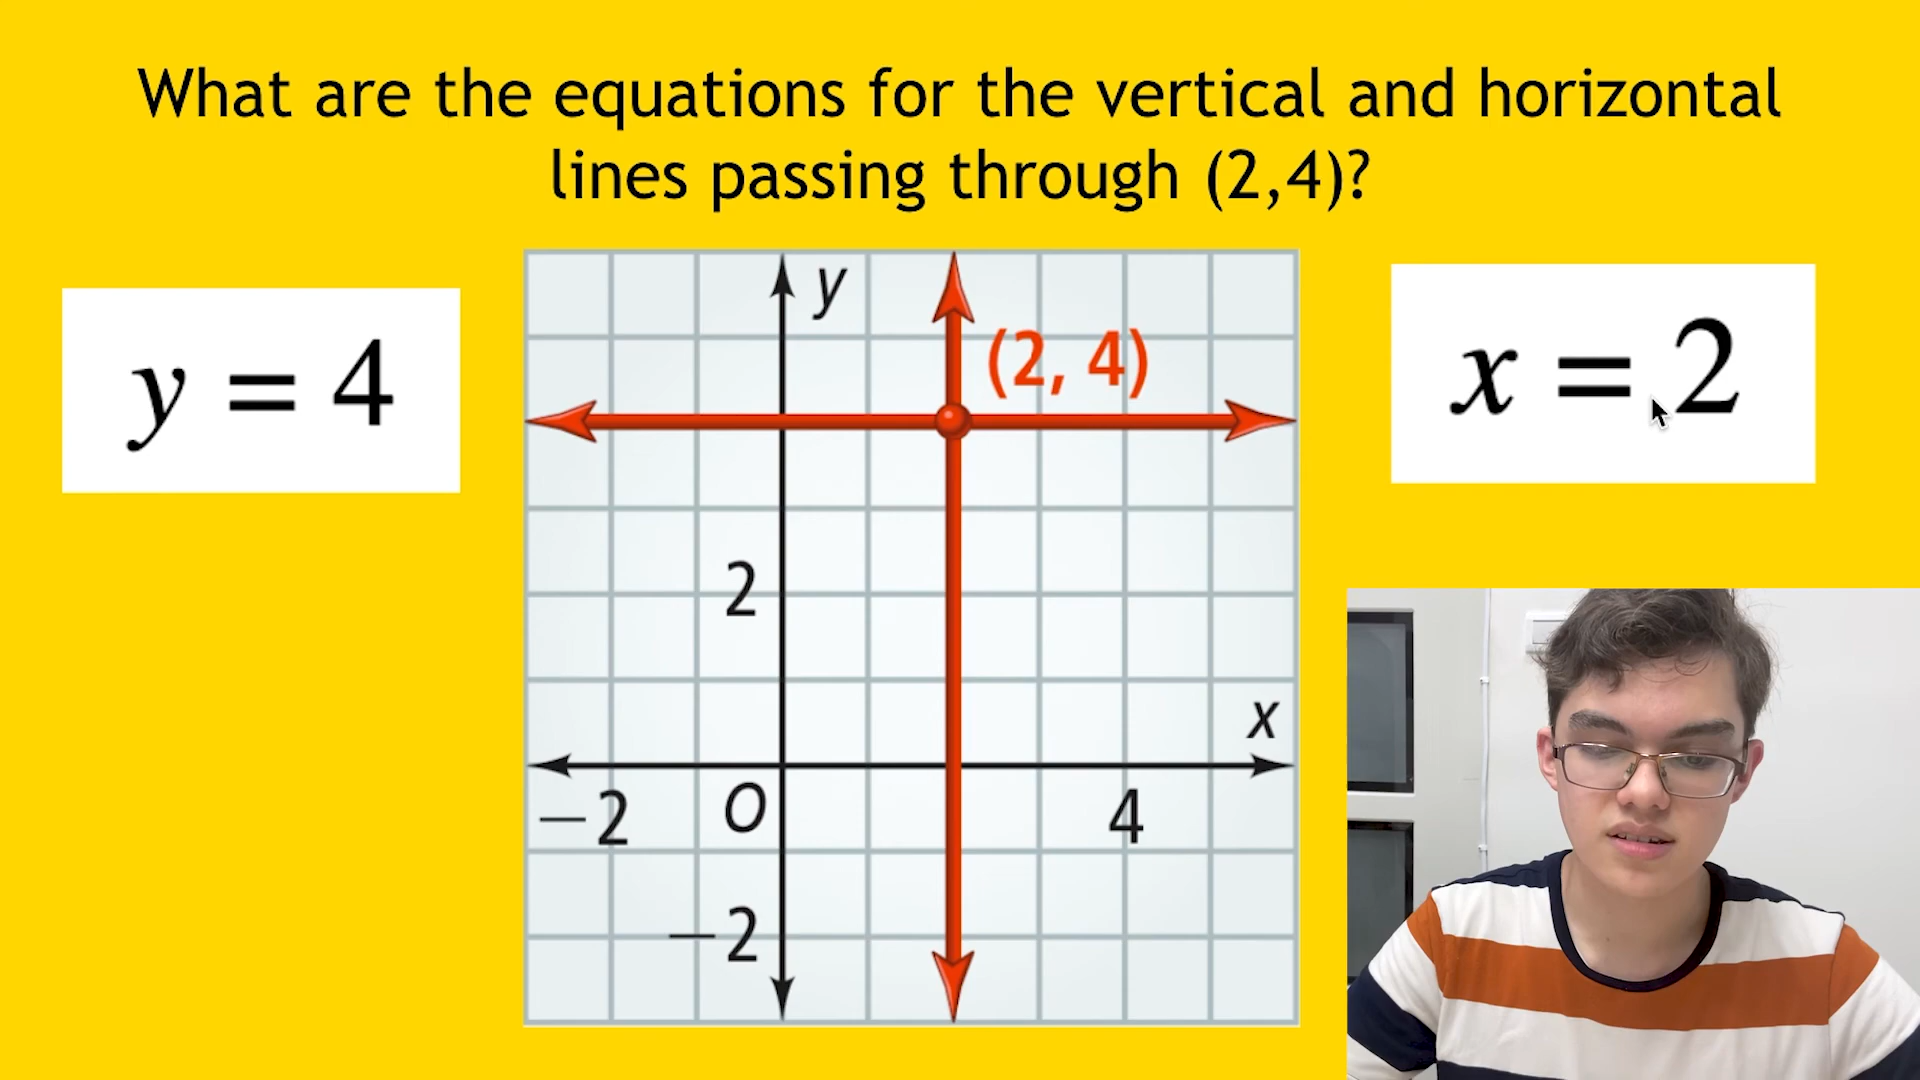 What are the equations for the vertical and horizontal
lines passing through (2,4)?
y = 4
x = 2
y
(2, 4)
2
x
−2
O
4
−2